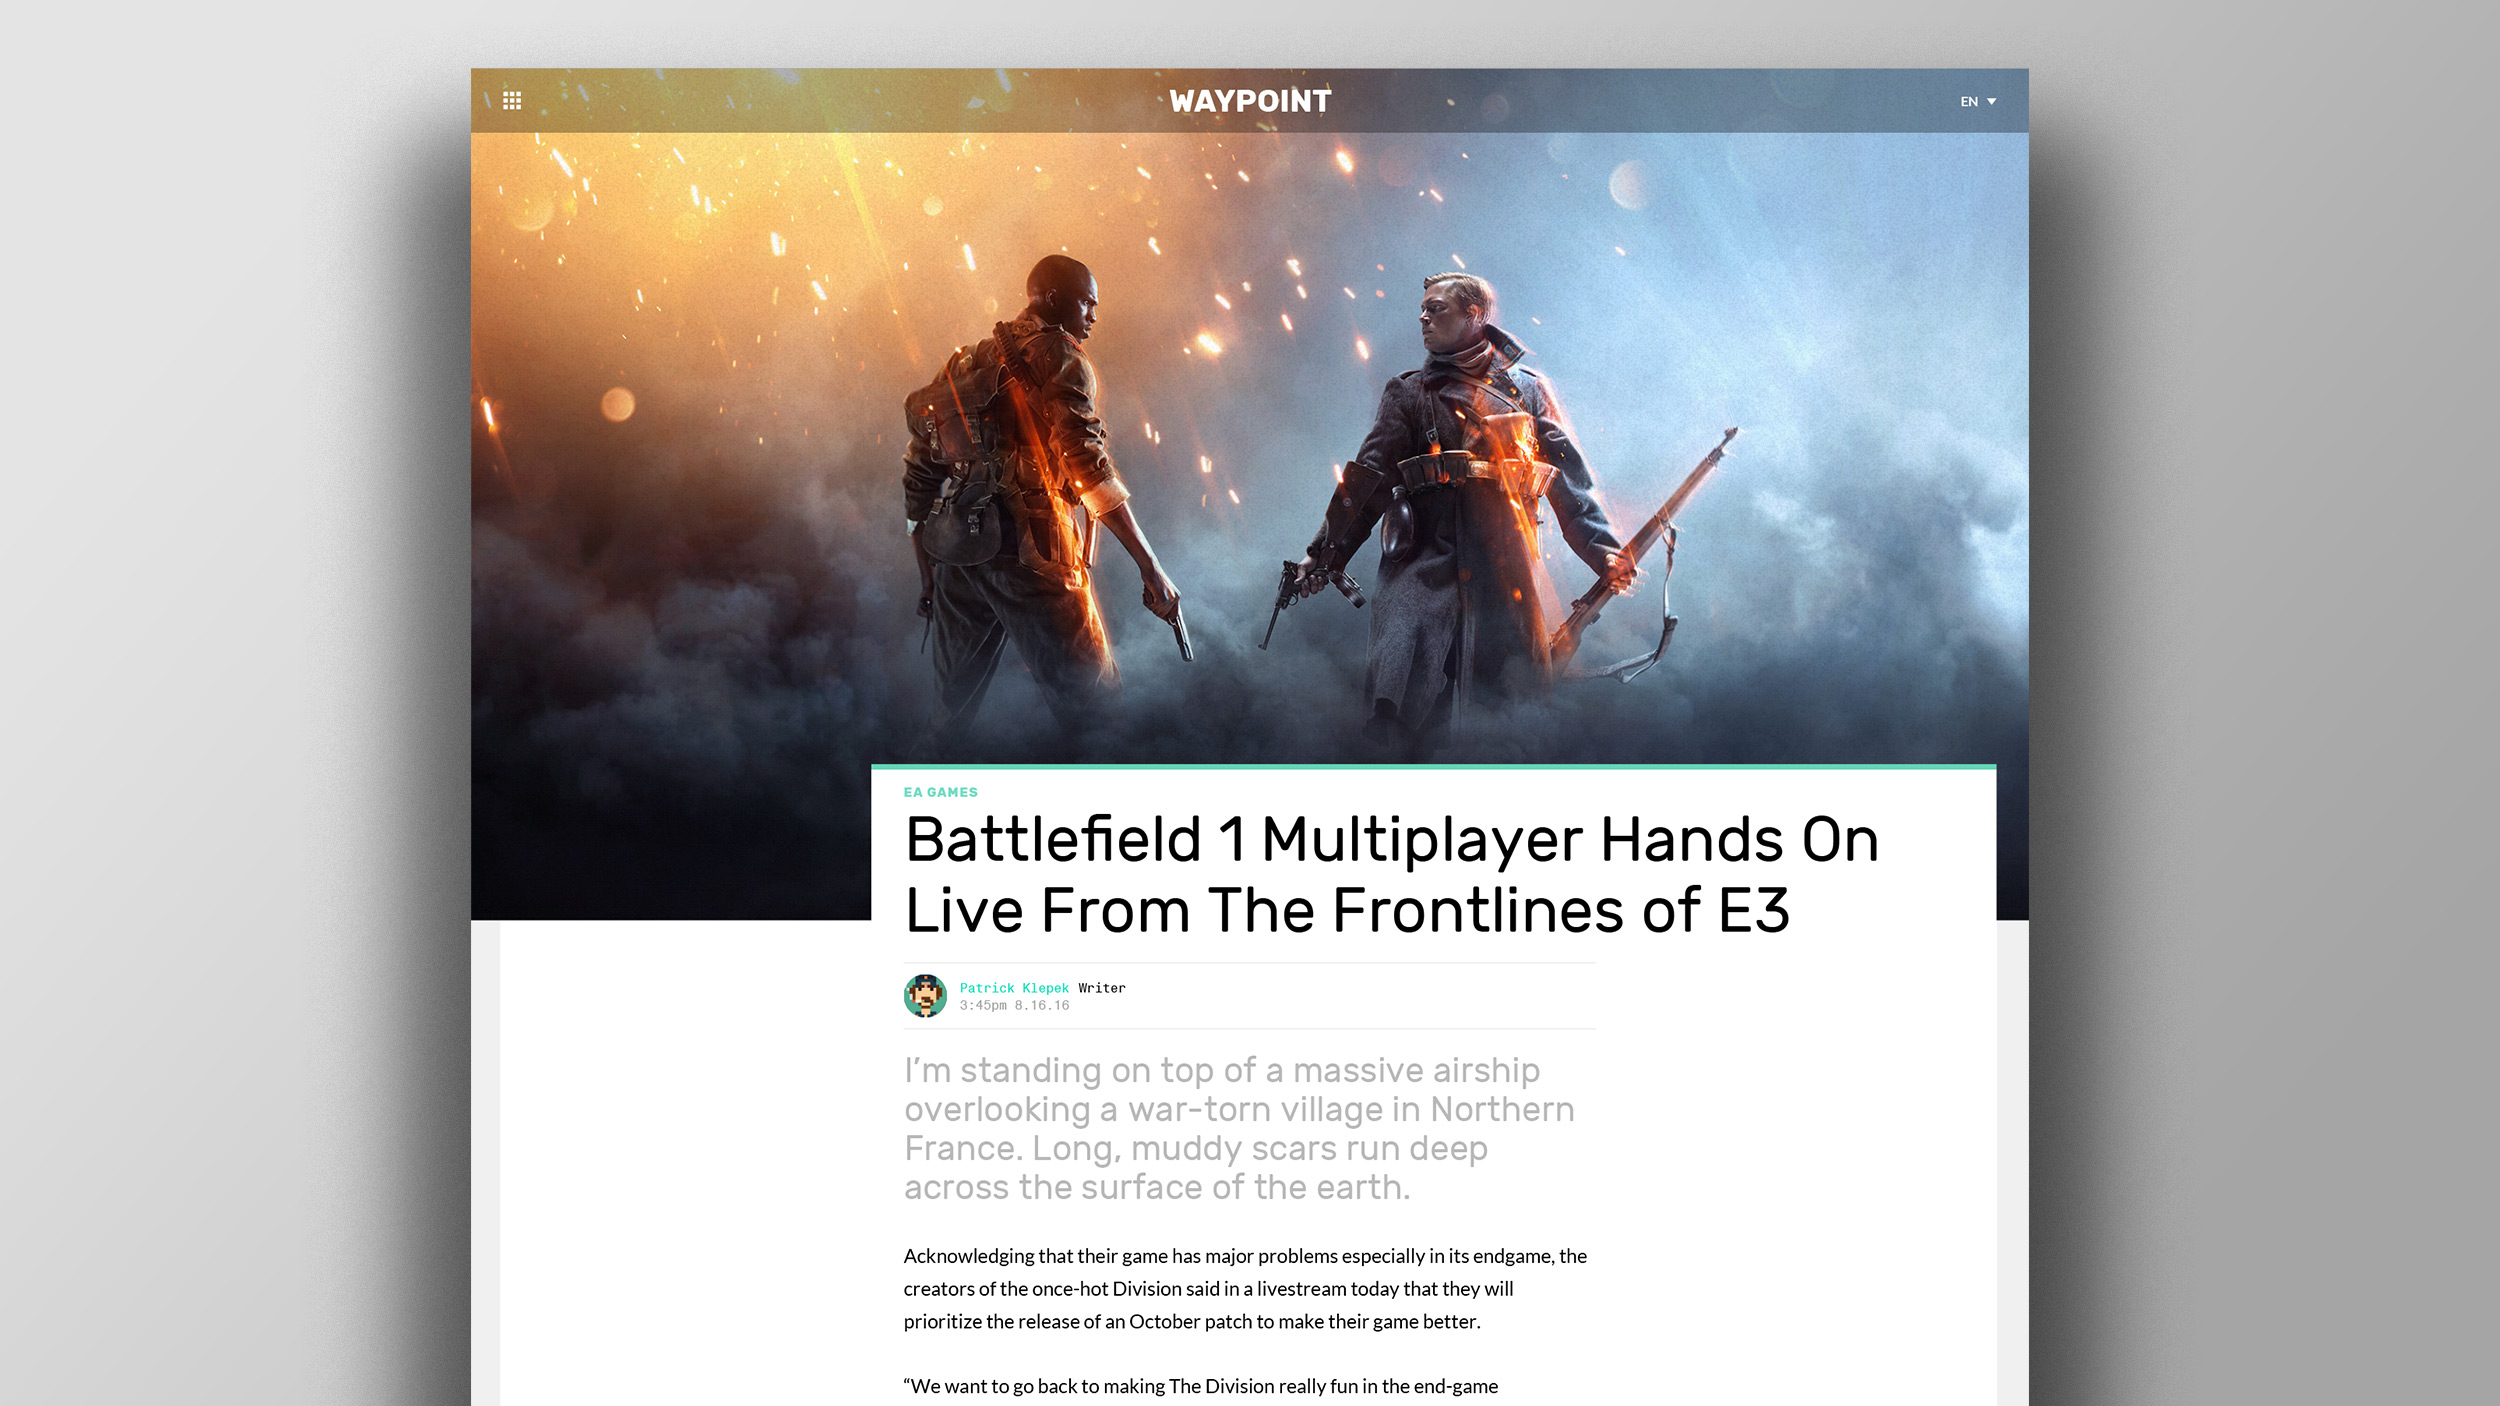 WAYPOINT
EN
EA GAMES
Battlefield 1 Multiplayer Hands On
Live From The Frontlines of E3
Patrick Klepek Writer
3:45pm 8.16.16
I’m standing on top of a massive airship
overlooking a war-torn village in Northern
France. Long, muddy scars run deep
across the surface of the earth.
Acknowledging that their game has major problems especially in its endgame, the
creators of the once-hot Division said in a livestream today that they will
prioritize the release of an October patch to make their game better.
“We want to go back to making The Division really fun in the end-game